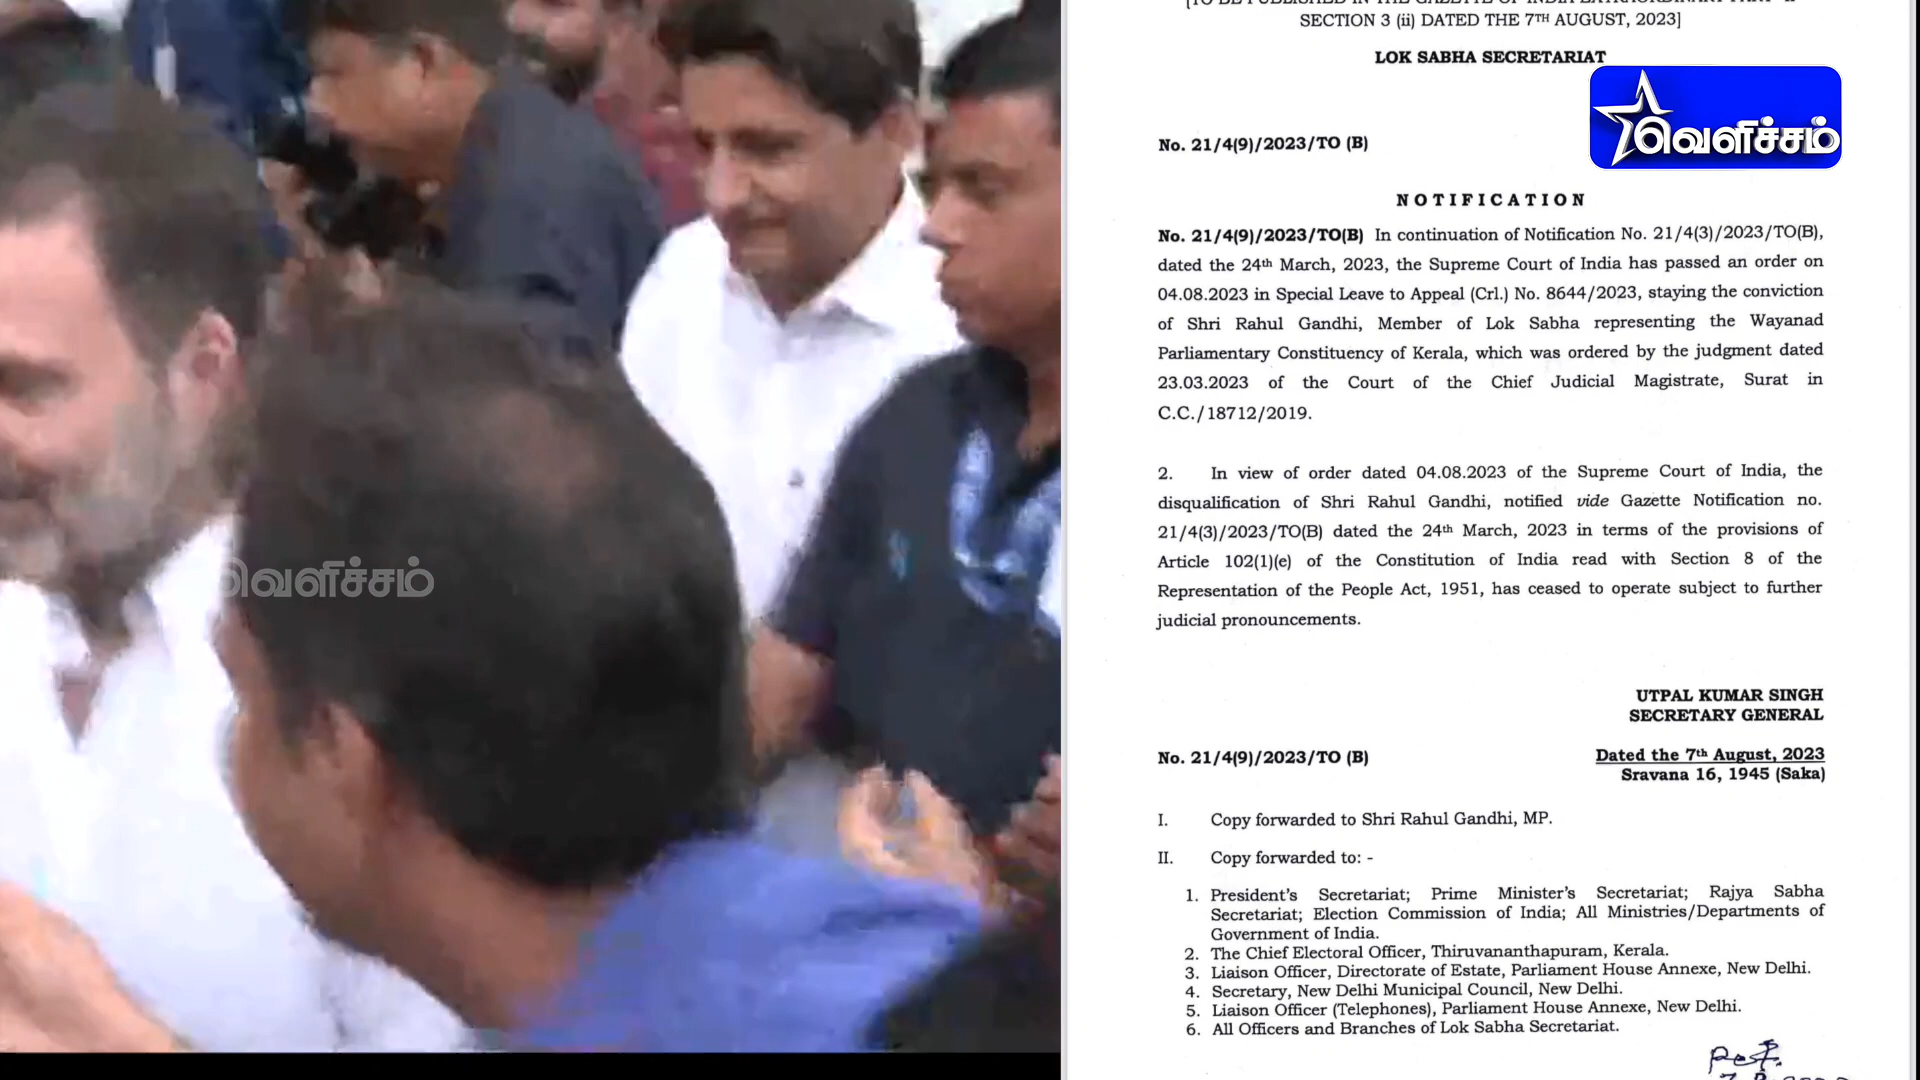 [TO BE PUBLISHED IN THE GAZETTE OF INDIA EXTRAORDINARY PART-II
SECTION 3 (ii) DATED THE 7TH AUGUST, 2023]
LOK SABHA SECRETARIAT
வெளிச்சம்
No. 21/4(9)/2023/TO (B)
NOTIFICATION
No. 21/4(9)/2023/TO(B) In continuation of Notification No. 21/4(3)/2023/TO(B),
dated the 24th March, 2023, the Supreme Court of India has passed an order on
04.08.2023 in Special Leave to Appeal (Crl.) No. 8644/2023, staying the conviction
of Shri Rahul Gandhi, Member of Lok Sabha representing the Wayanad
Parliamentary Constituency of Kerala, which was ordered by the judgment dated
23.03.2023 of the Court of the Chief Judicial Magistrate, Surat in
C.C./18712/2019.
2. In view of order dated 04.08.2023 of the Supreme Court of India, the
disqualification of Shri Rahul Gandhi, notified vide Gazette Notification no.
21/4(3)/2023/TO(B) dated the 24th March, 2023 in terms of the provisions of
Article 102(1)(e) of the Constitution of India read with Section 8 of the
Representation of the People Act, 1951, has ceased to operate subject to further
judicial pronouncements.
UTPAL KUMAR SINGH
SECRETARY GENERAL
No. 21/4(9)/2023/TO (B) Dated the 7th August, 2023
Sravana 16, 1945 (Saka)
I. Copy forwarded to Shri Rahul Gandhi, MP.
II. Copy forwarded to: -
1. President's Secretariat; Prime Minister's Secretariat; Rajya Sabha
Secretariat; Election Commission of India; All Ministries/Departments of
Government of India.
2. The Chief Electoral Officer, Thiruvananthapuram, Kerala.
3. Liaison Officer, Directorate of Estate, Parliament House Annexe, New Delhi.
4. Secretary, New Delhi Municipal Council, New Delhi.
5. Liaison Officer (Telephones), Parliament House Annexe, New Delhi.
6. All Officers and Branches of Lok Sabha Secretariat.
வெளிச்சம்